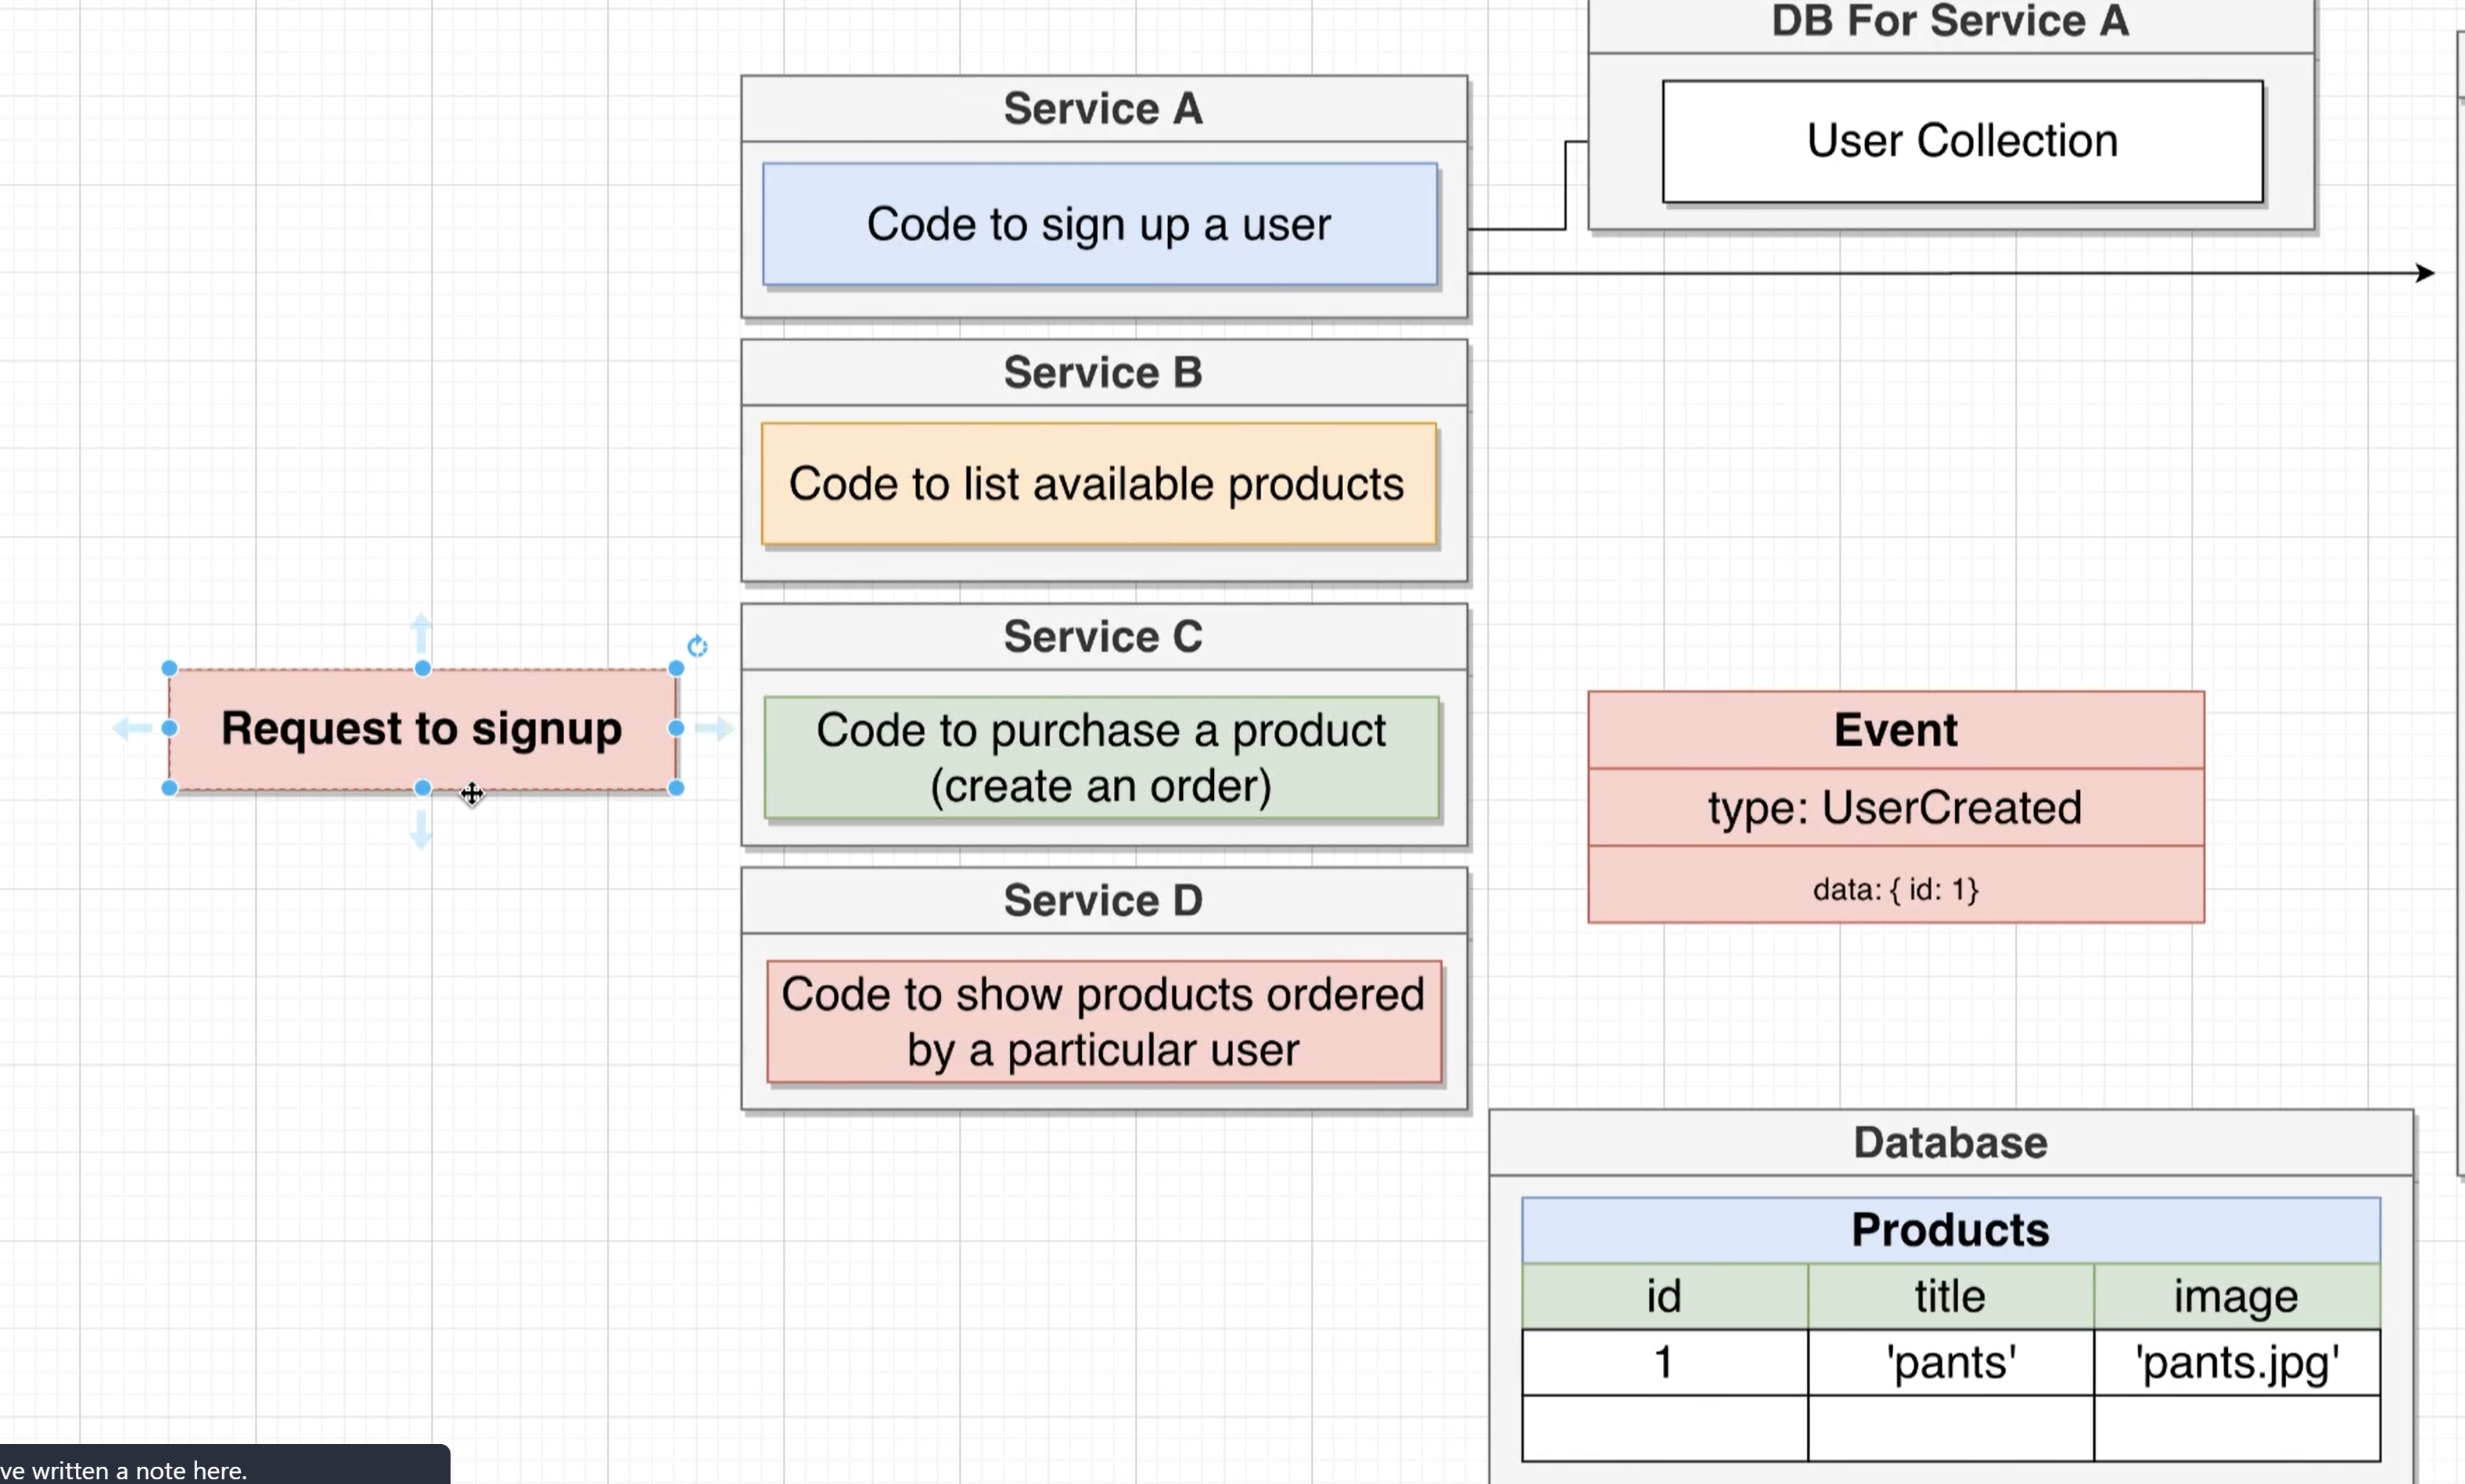 DB For Service A
User Collection
Service A
Code to sign up a user
Service B
Code to list available products
Service C
Code to purchase a product
(create an order)
Service D
Code to show products ordered
by a particular user
Request to signup
Event
type: UserCreated
data: { id: 1}
Database
Products
id title image
1 'pants' 'pants.jpg'
ve written a note here.